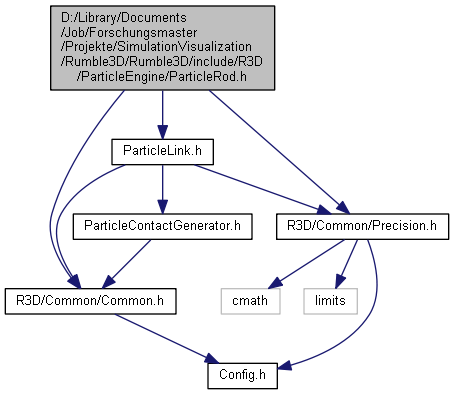 D:/Library/Documents
/Job/Forschungsmaster
/Projekte/SimulationVisualization
/Rumble3D/Rumble3D/include/R3D
/ParticleEngine/ParticleRod.h
ParticleLink.h
ParticleContactGenerator.h
R3D/Common/Precision.h
R3D/Common/Common.h
cmath
limits
Config.h